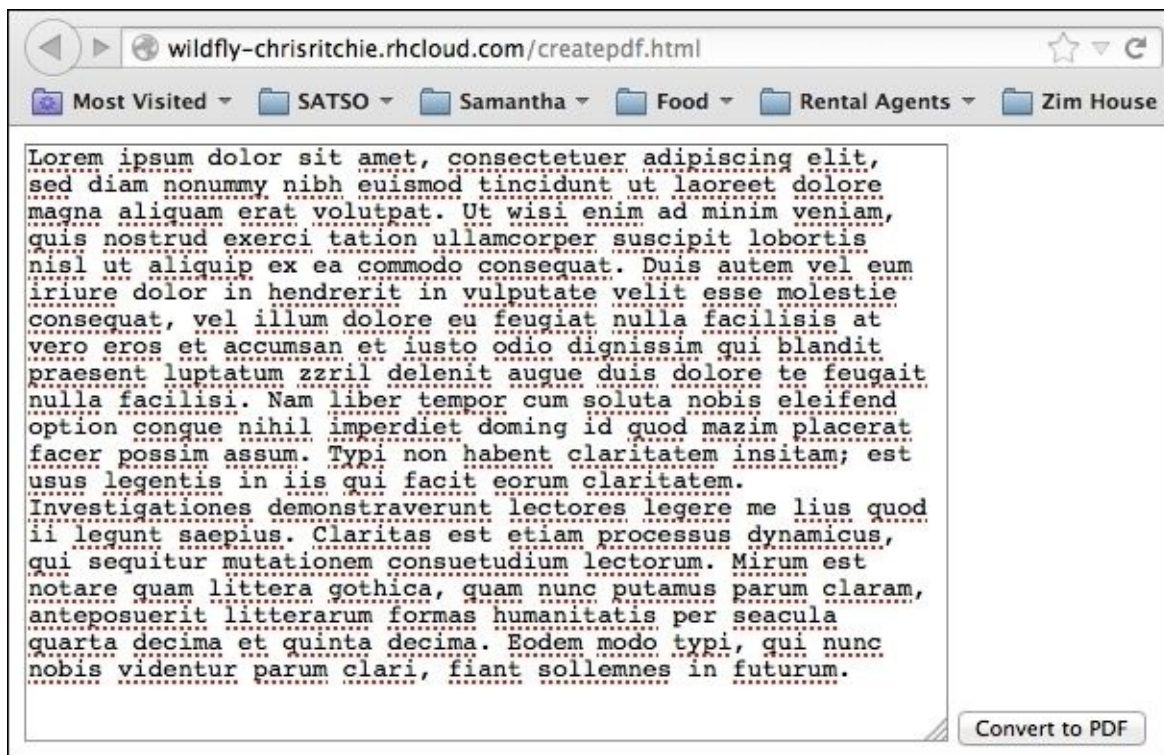 wildfly-chrisritchie.rhcloud.com/createpdf.html
Most Visited SATSO Samantha Food Rental Agents Zim House
Lorem ipsum dolor sit amet, consectetuer adipiscing elit,
sed diam nonummy nibh euismod tincidunt ut laoreet dolore
magna aliquam erat volutpat. Ut wisi enim ad minim veniam,
quis nostrud exerci tation ullamcorper suscipit lobortis
nisl ut aliquip ex ea commodo consequat. Duis autem vel eum
iriure dolor in hendrerit in vulputate velit esse molestie
consequat, vel illum dolore eu feugiat nulla facilisis at
vero eros et accumsan et iusto odio dignissim qui blandit
praesent luptatum zzril delenit augue duis dolore te feugait
nulla facilisi. Nam liber tempor cum soluta nobis eleifend
option congue nihil imperdiet doming id quod mazim placerat
facer possim assum. Typi non habent claritatem insitam; est
usus legentis in iis qui facit eorum claritatem.
Investigationes demonstraverunt lectores legere me lius quod
ii legunt saepius. Claritas est etiam processus dynamicus,
qui sequitur mutationem consuetudium lectorum. Mirum est
notare quam littera gothica, quam nunc putamus parum claram,
anteposuerit litterarum formas humanitatis per seacula
quarta decima et quinta decima. Eodem modo typi, qui nunc
nobis videntur parum clari, fiant sollemnes in futurum.
Convert to PDF